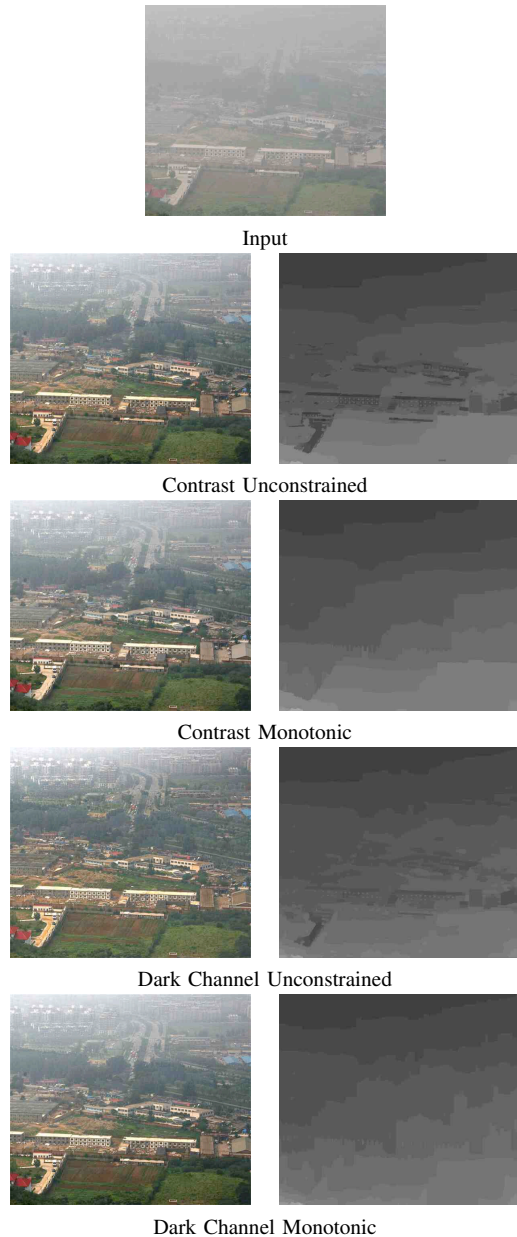 Input
Contrast Unconstrained
Contrast Monotonic
Dark Channel Unconstrained
Dark Channel Monotonic